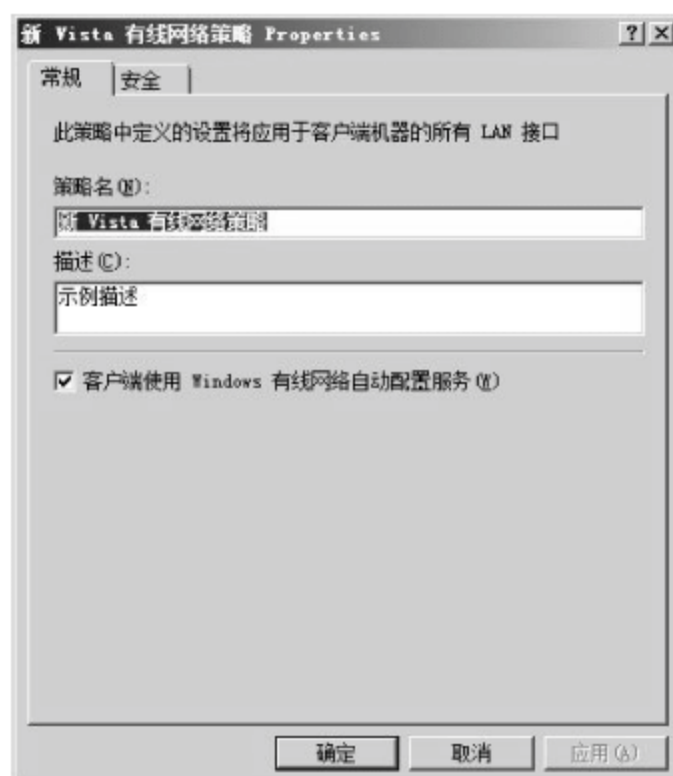 新 Vista 有线网络策略 Properties
常规 安全
此策略中定义的设置将应用于客户端机器的所有 LAN 接口
策略名(N):
新 Vista 有线网络策略
描述(C):
示例描述
客户端使用 Windows 有线网络自动配置服务(W)
确定 取消 应用(A)